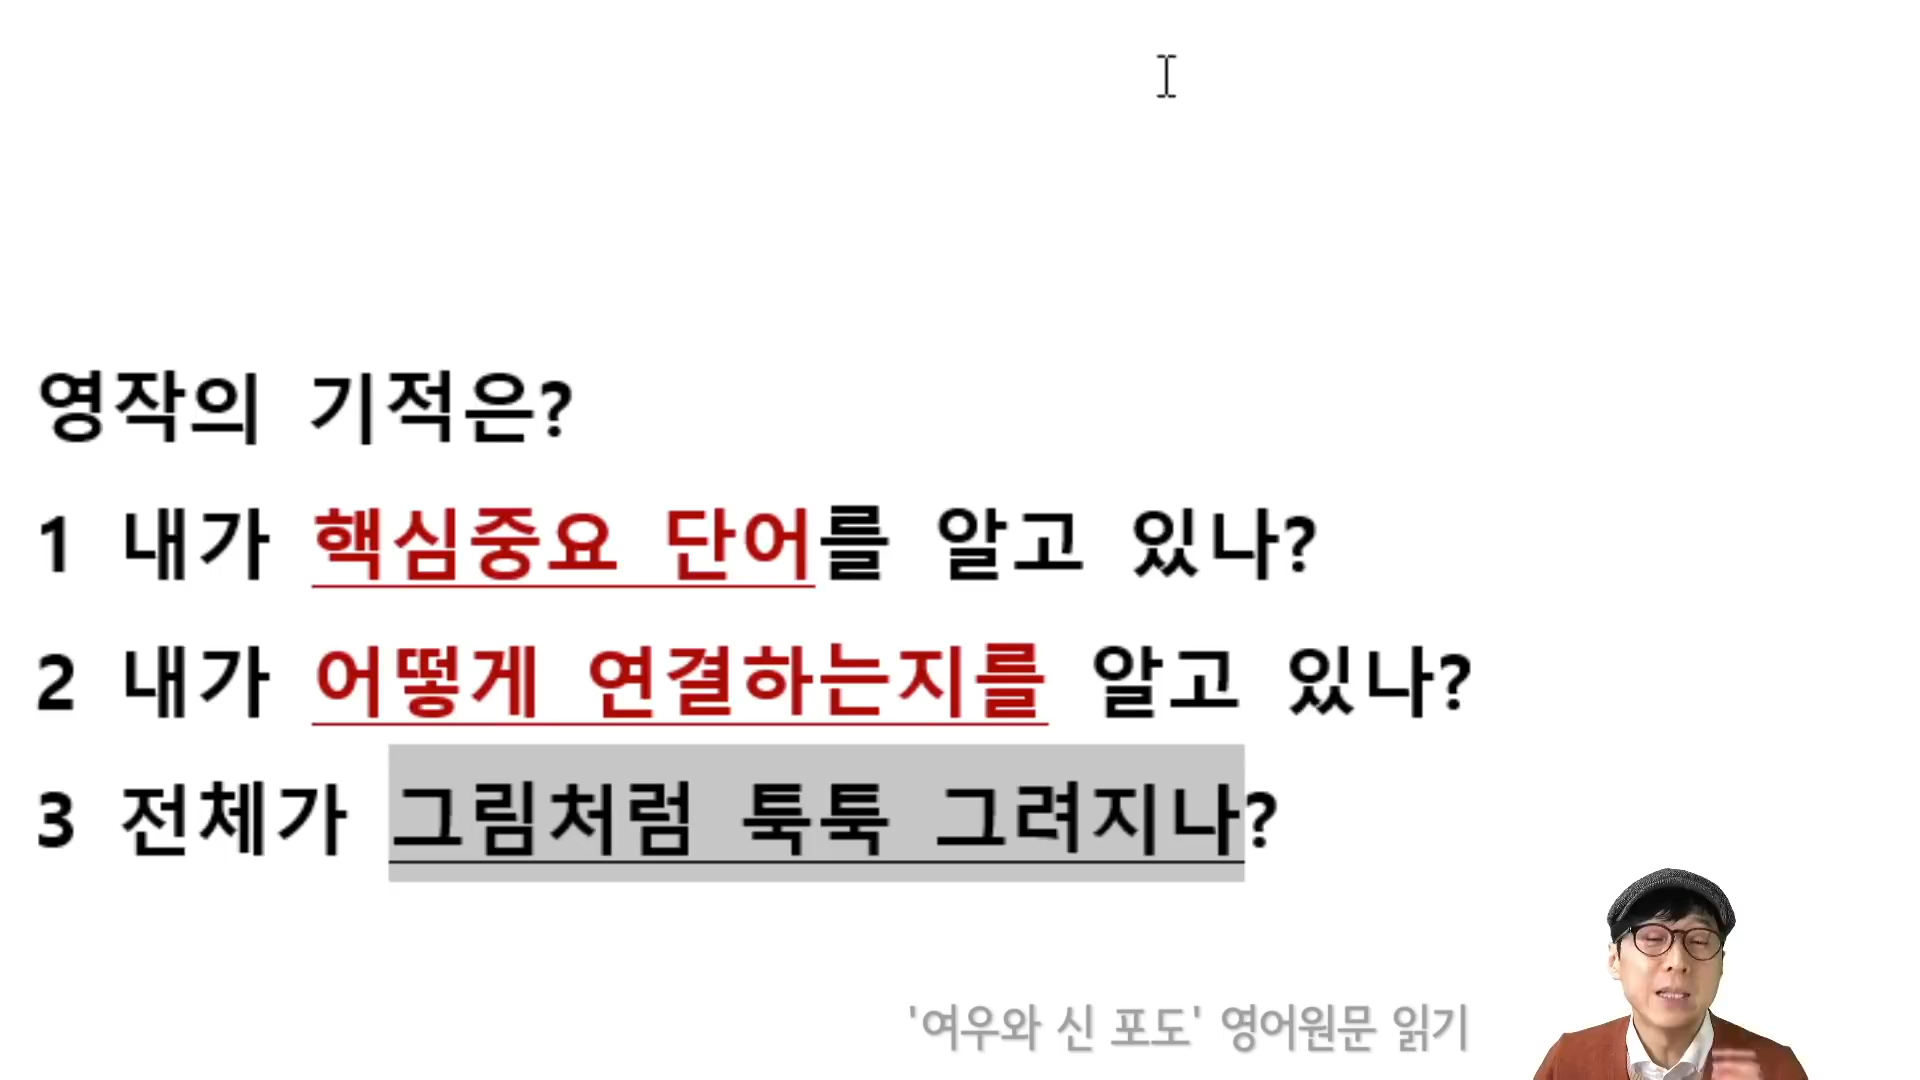 영작의 기적은?
1 내가 핵심중요 단어를 알고 있나?
2 내가 어떻게 연결하는지를 알고 있나?
3 전체가 그림처럼 툭툭 그려지나?
'여우와 신 포도' 영어원문 읽기